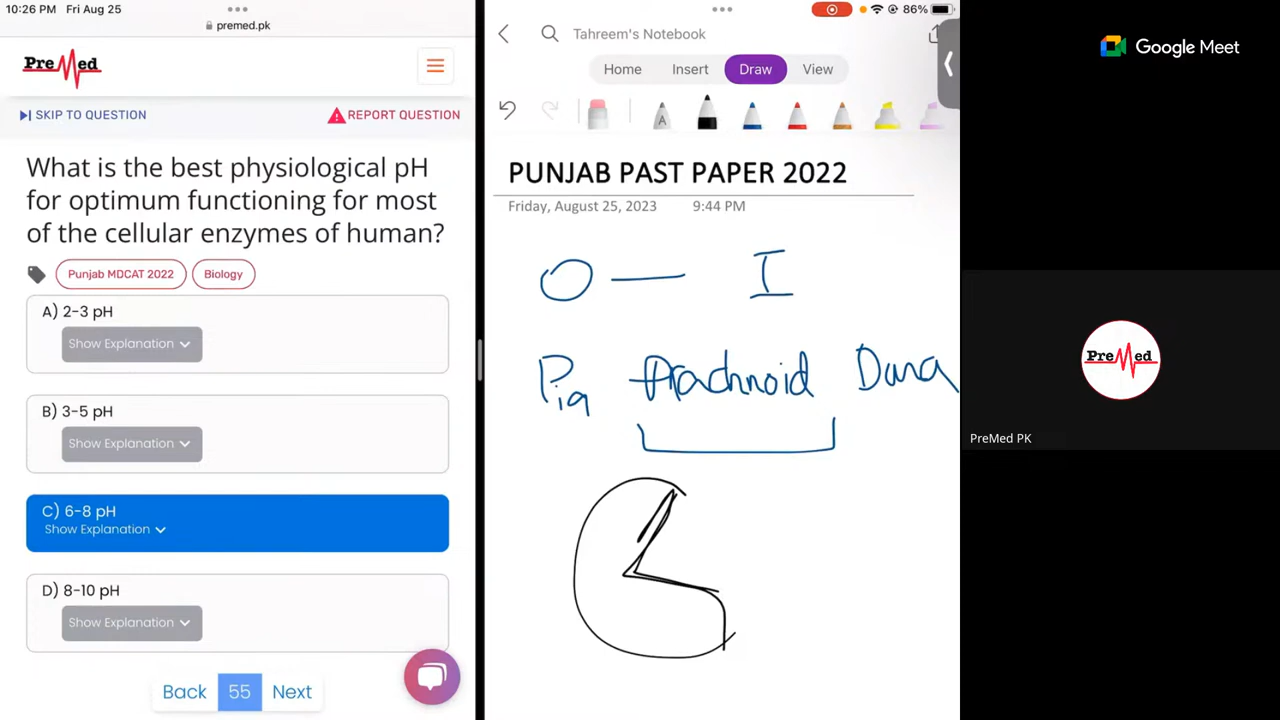 10:26 PM Fri Aug 25
premed.pk
PreMed
SKIP TO QUESTION
REPORT QUESTION
What is the best physiological pH
for optimum functioning for most
of the cellular enzymes of human?
Punjab MDCAT 2022
Biology
A) 2-3 pH
Show Explanation
B) 3-5 pH
Show Explanation
C) 6-8 pH
Show Explanation
D) 8-10 pH
Show Explanation
Back 55 Next
86%
Tahreem's Notebook
Home Insert Draw View
A
PUNJAB PAST PAPER 2022
Friday, August 25, 2023 9:44 PM
O — I
Pia Arachnoid Dura
Google Meet
PreMed
PreMed PK